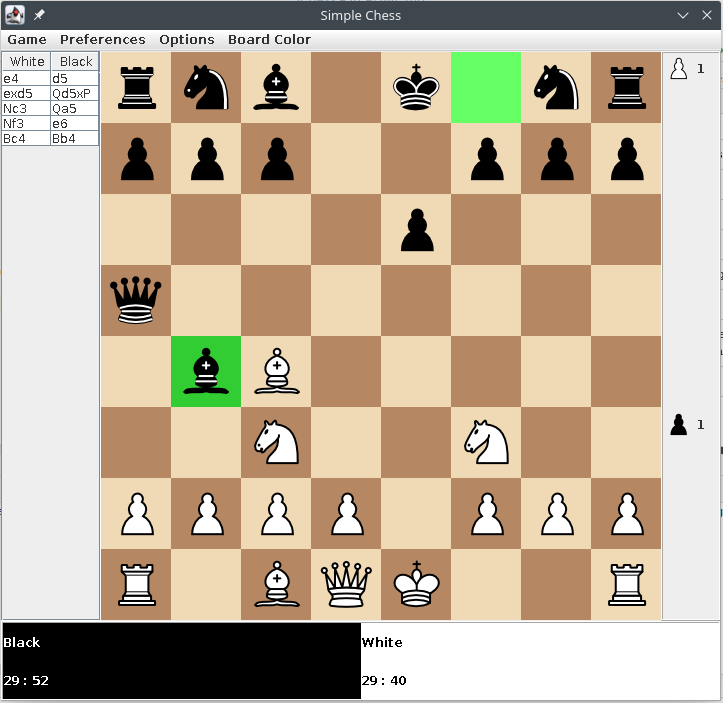 Simple Chess
Game Preferences Options Board Color
White Black
e4 d5
exd5 Qd5xP
Nc3 Qa5
Nf3 e6
Bc4 Bb4
1
1
Black
29 : 52
White
29 : 40